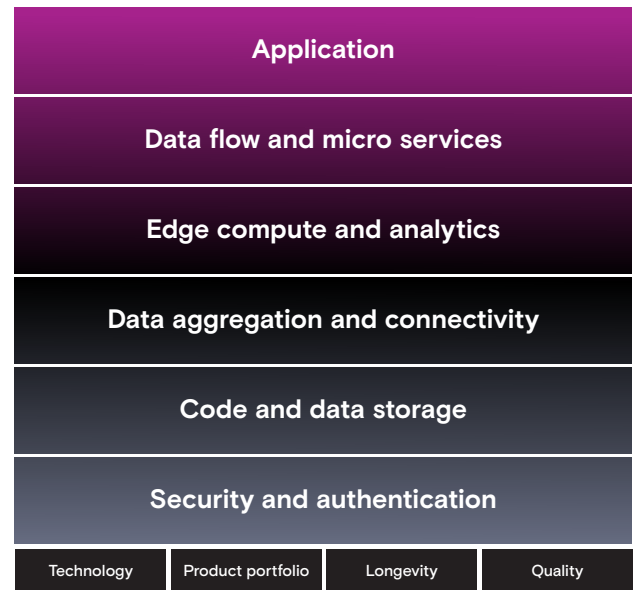 Application
Data flow and micro services
Edge compute and analytics
Data aggregation and connectivity
Code and data storage
Security and authentication
Technology
Product portfolio
Longevity
Quality